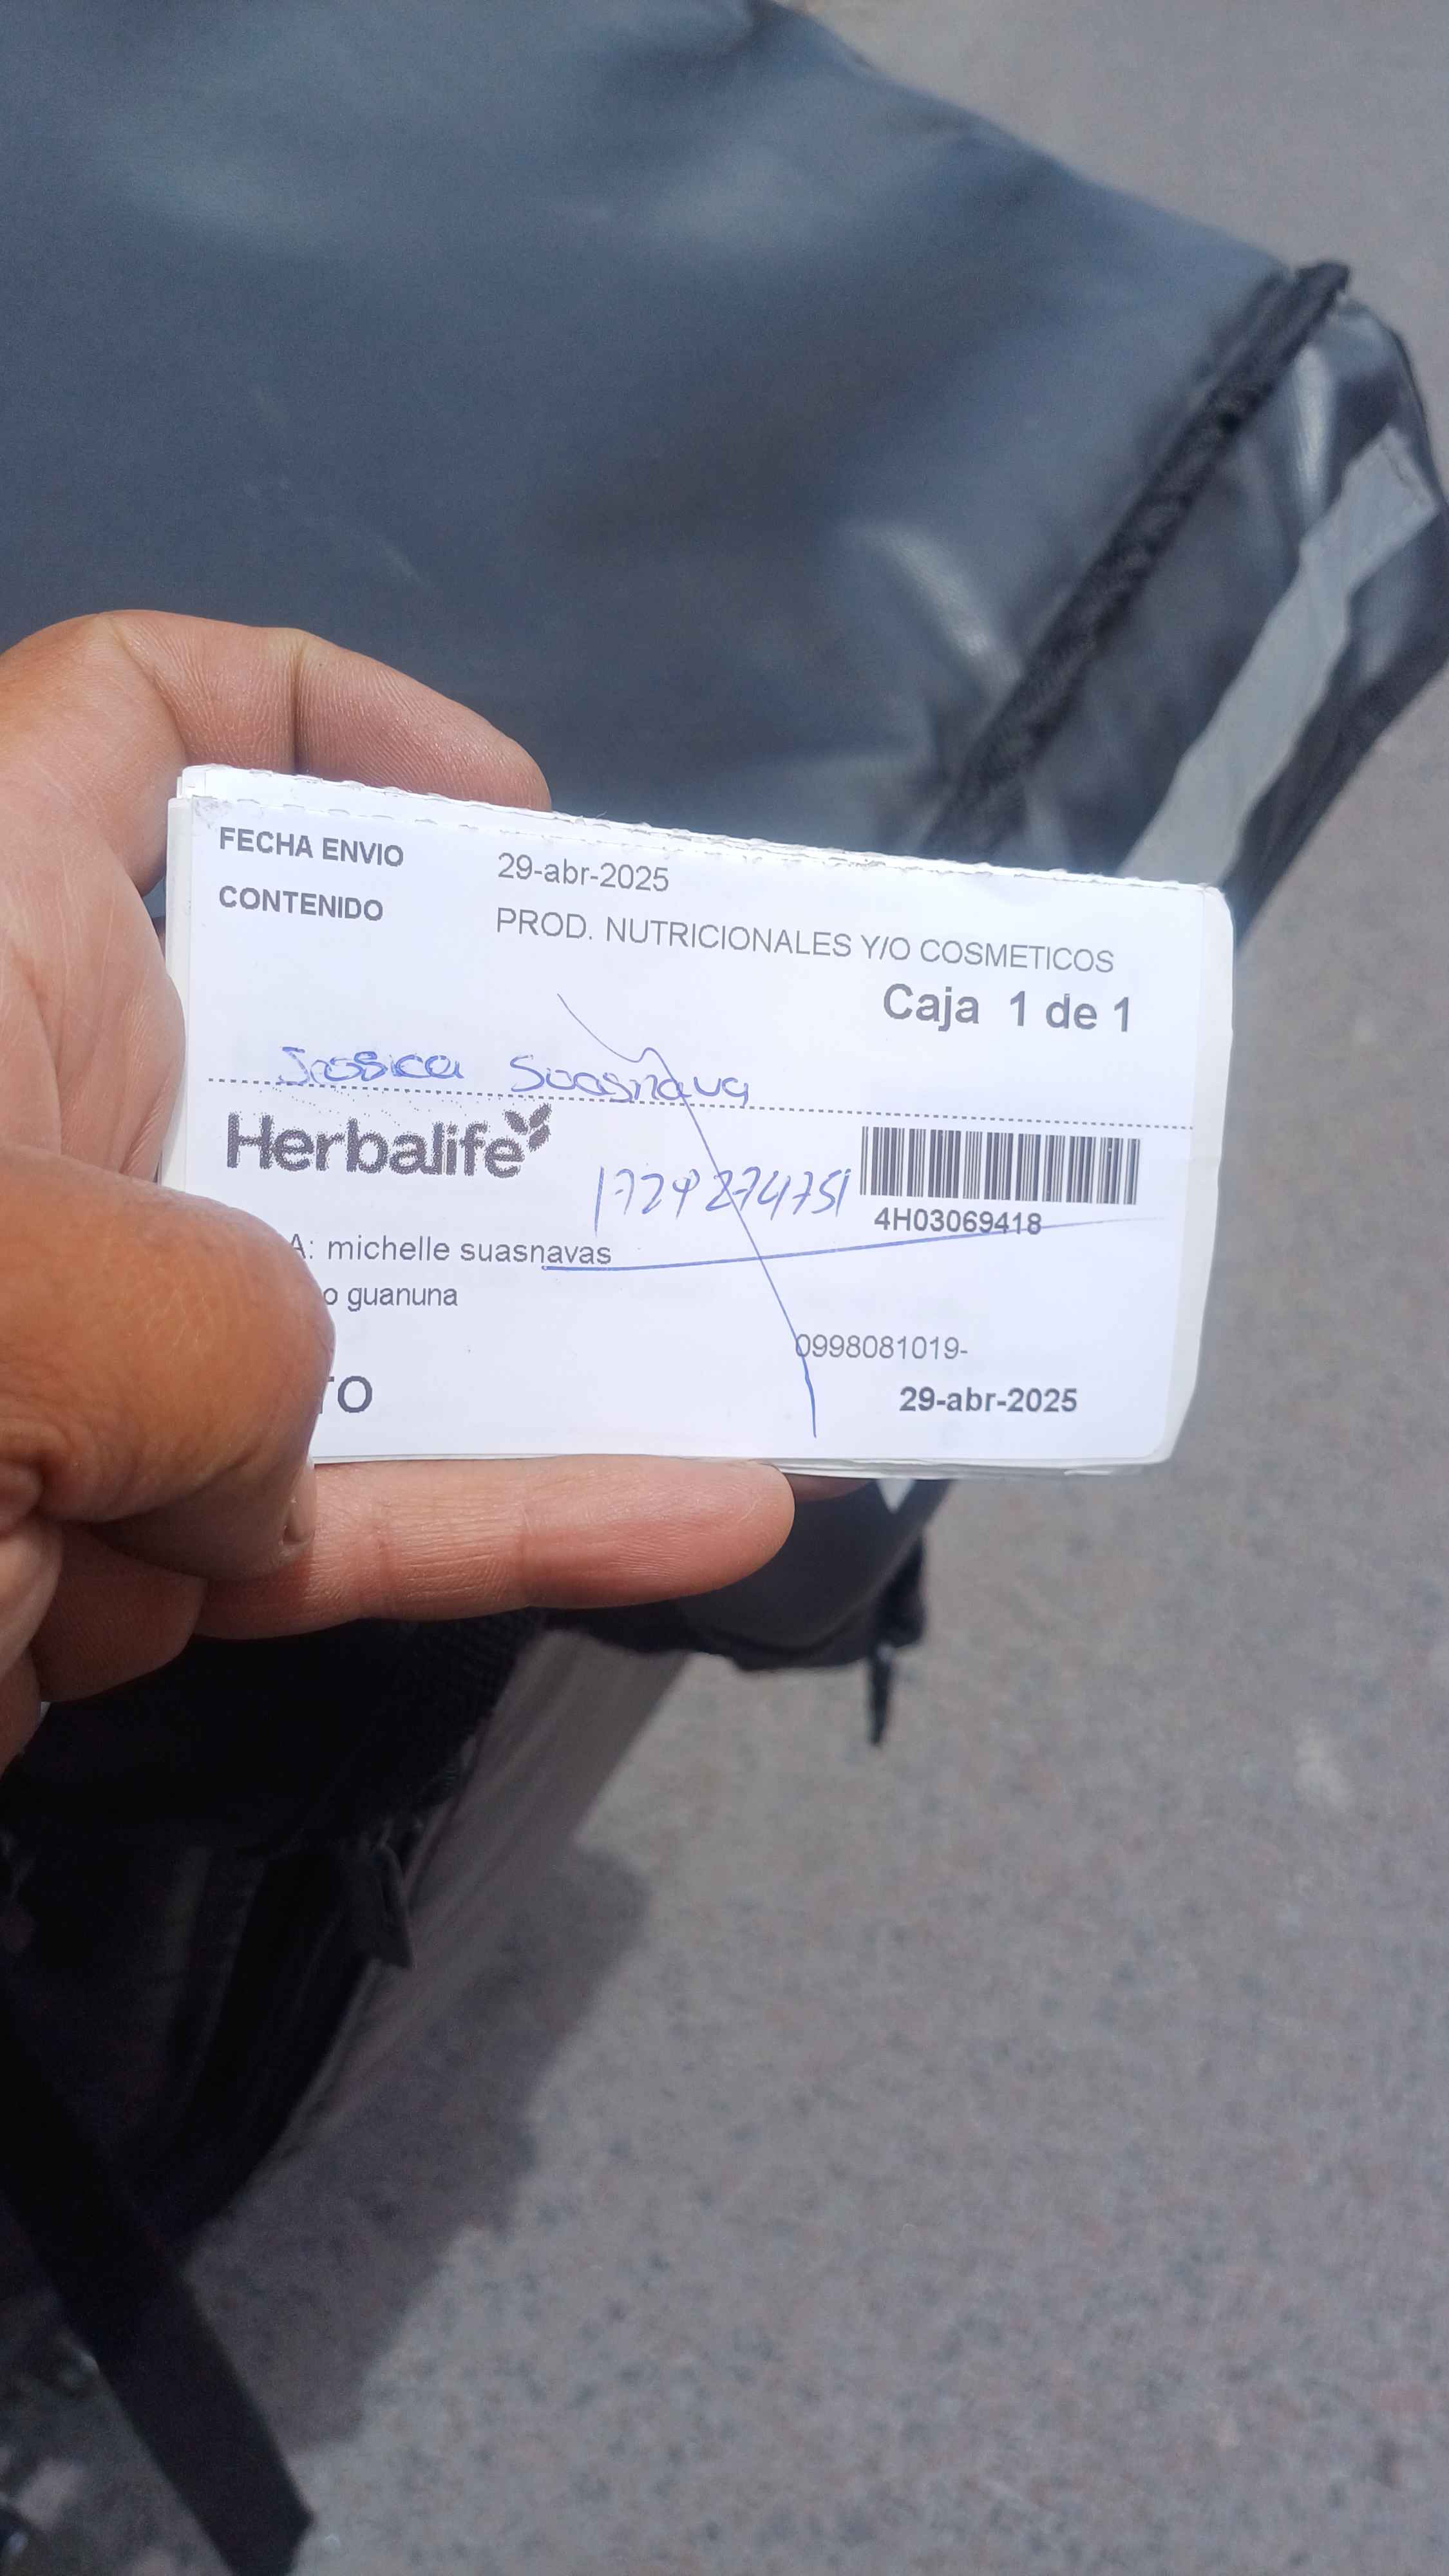 FECHA ENVIO 29-abr-2025
CONTENIDO PROD. NUTRICIONALES Y/O COSMETICOS
Caja 1 de 1
Jessica Suasnava
Herbalife
1729274751
4H03069418
A: michelle suasnavas
o guanuna
0998081019-
TO
29-abr-2025